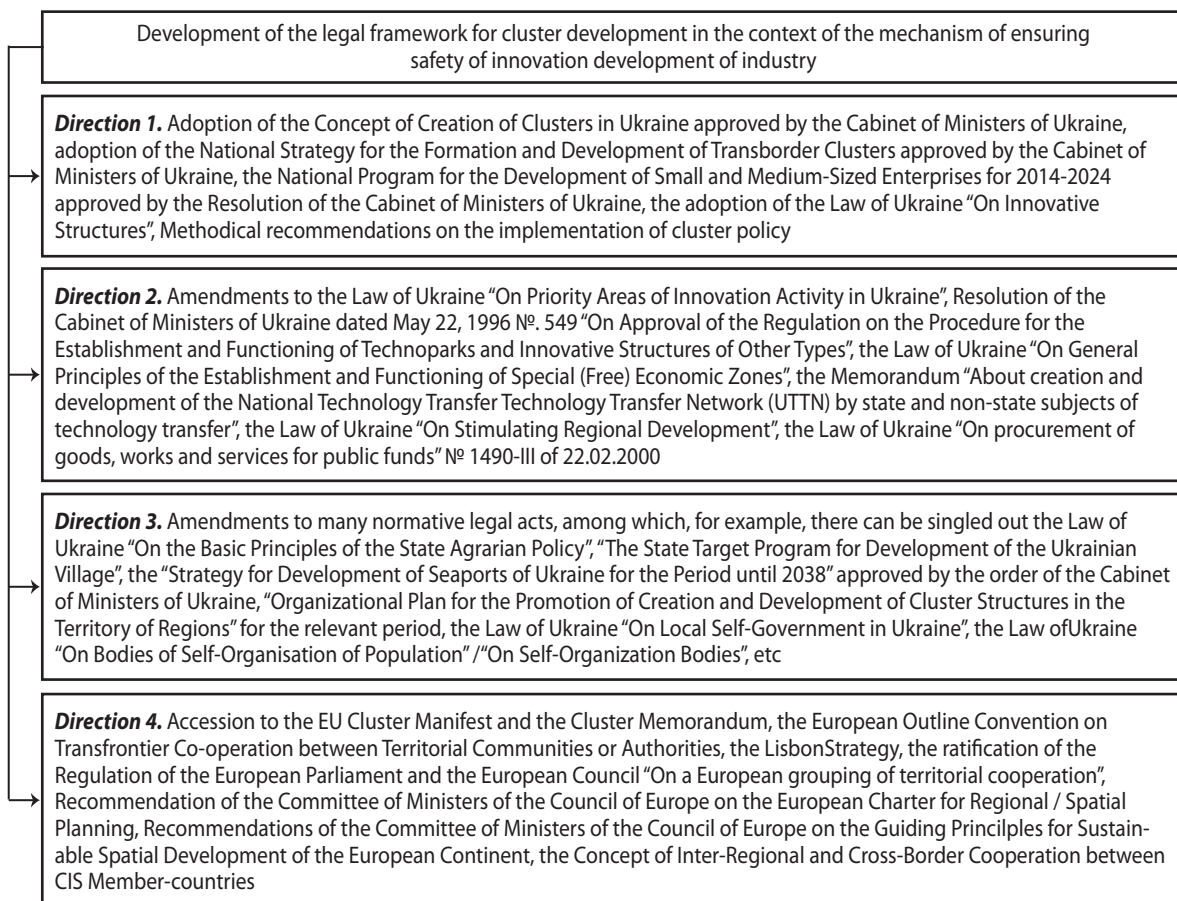 Development of the legal framework for cluster development in the context of the mechanism of ensuring
safety of innovation development of industry
Direction 1. Adoption of the Concept of Creation of Clusters in Ukraine approved by the Cabinet of Ministers of Ukraine,
adoption of the National Strategy for the Formation and Development of Transborder Clusters approved by the Cabinet of
Ministers of Ukraine, the National Program for the Development of Small and Medium-Sized Enterprises for 2014-2024
approved by the Resolution of the Cabinet of Ministers of Ukraine, the adoption of the Law of Ukraine “On Innovative
Structures”, Methodical recommendations on the implementation of cluster policy
Direction 2. Amendments to the Law of Ukraine “On Priority Areas of Innovation Activity in Ukraine”, Resolution of the
Cabinet of Ministers of Ukraine dated May 22, 1996 №. 549 “On Approval of the Regulation on the Procedure for the
Establishment and Functioning of Technoparks and Innovative Structures of Other Types”, the Law of Ukraine “On General
Principles of the Establishment and Functioning of Special (Free) Economic Zones”, the Memorandum “About creation and
development of the National Technology Transfer Technology Transfer Network (UTTN) by state and non-state subjects of
technology transfer”, the Law of Ukraine “On Stimulating Regional Development”, the Law of Ukraine “On procurement of
goods, works and services for public funds” № 1490-III of 22.02.2000
Direction 3. Amendments to many normative legal acts, among which, for example, there can be singled out the Law of
Ukraine “On the Basic Principles of the State Agrarian Policy”, “The State Target Program for Development of the Ukrainian
Village”, the “Strategy for Development of Seaports of Ukraine for the Period until 2038” approved by the order of the Cabinet
of Ministers of Ukraine, “Organizational Plan for the Promotion of Creation and Development of Cluster Structures in the
Territory of Regions” for the relevant period, the Law of Ukraine “On Local Self-Government in Ukraine”, the Law ofUkraine
“On Bodies of Self-Organisation of Population” /“On Self-Organization Bodies”, etc
Direction 4. Accession to the EU Cluster Manifest and the Cluster Memorandum, the European Outline Convention on
Transfrontier Co-operation between Territorial Communities or Authorities, the LisbonStrategy, the ratification of the
Regulation of the European Parliament and the European Council “On a European grouping of territorial cooperation”,
Recommendation of the Committee of Ministers of the Council of Europe on the European Charter for Regional / Spatial
Planning, Recommendations of the Committee of Ministers of the Council of Europe on the Guiding Princilples for Sustain-
able Spatial Development of the European Continent, the Concept of Inter-Regional and Cross-Border Cooperation between
CIS Member-countries